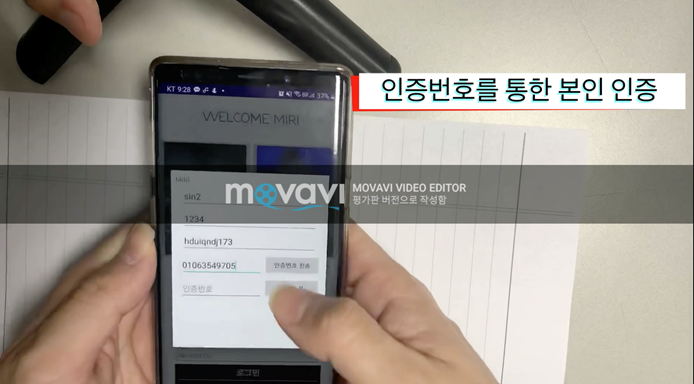 KT 9:28
37%
인증번호를 통한 본인 인증
WELCOME MIRI
movavi
MOVAVI VIDEO EDITOR
평가판 버전으로 작성함
sin2
1234
hduiqndj173
01063549705
인증번호 전송
인증번호
로그인